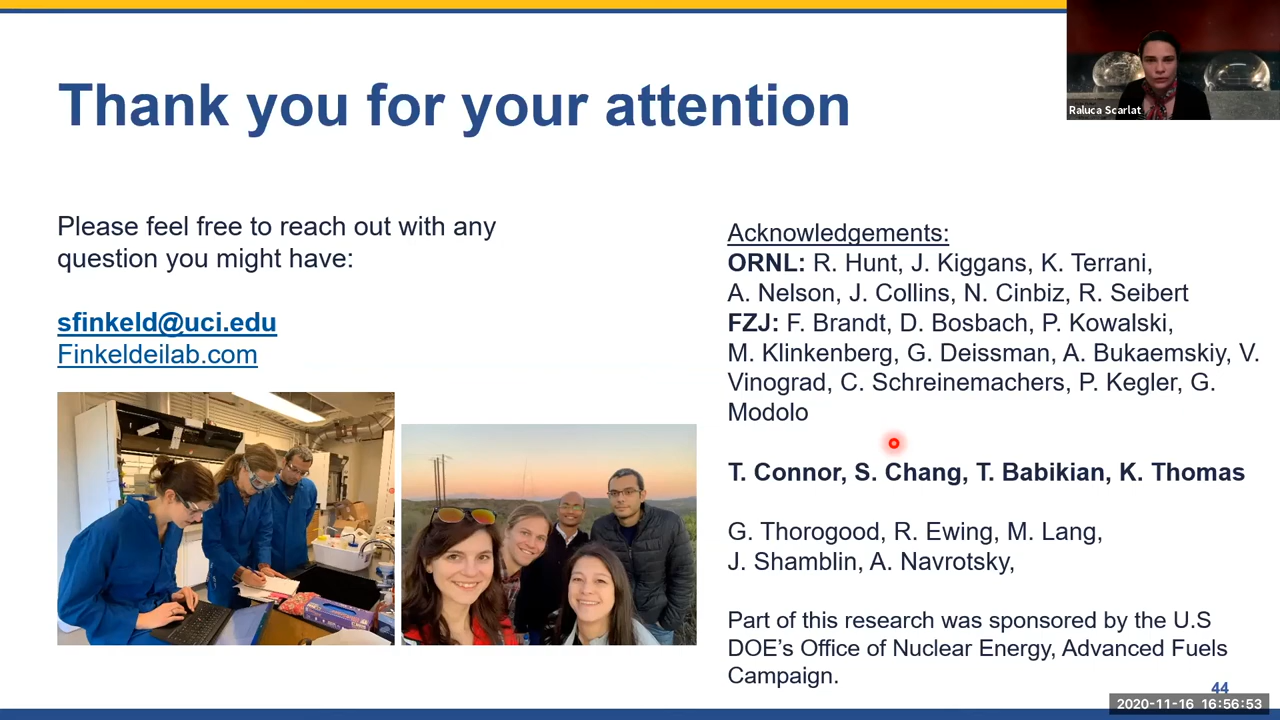 Thank you for your attention
Raluca Scarlat
Please feel free to reach out with any
question you might have:
sfinkeld@uci.edu
Finkeldeilab.com
Acknowledgements:
ORNL: R. Hunt, J. Kiggans, K. Terrani,
A. Nelson, J. Collins, N. Cinbiz, R. Seibert
FZJ: F. Brandt, D. Bosbach, P. Kowalski,
M. Klinkenberg, G. Deissman, A. Bukaemskiy, V.
Vinograd, C. Schreinemachers, P. Kegler, G.
Modolo
T. Connor, S. Chang, T. Babikian, K. Thomas
G. Thorogood, R. Ewing, M. Lang,
J. Shamblin, A. Navrotsky,
Part of this research was sponsored by the U.S
DOE’s Office of Nuclear Energy, Advanced Fuels
Campaign.
44
2020-11-16 16:56:53